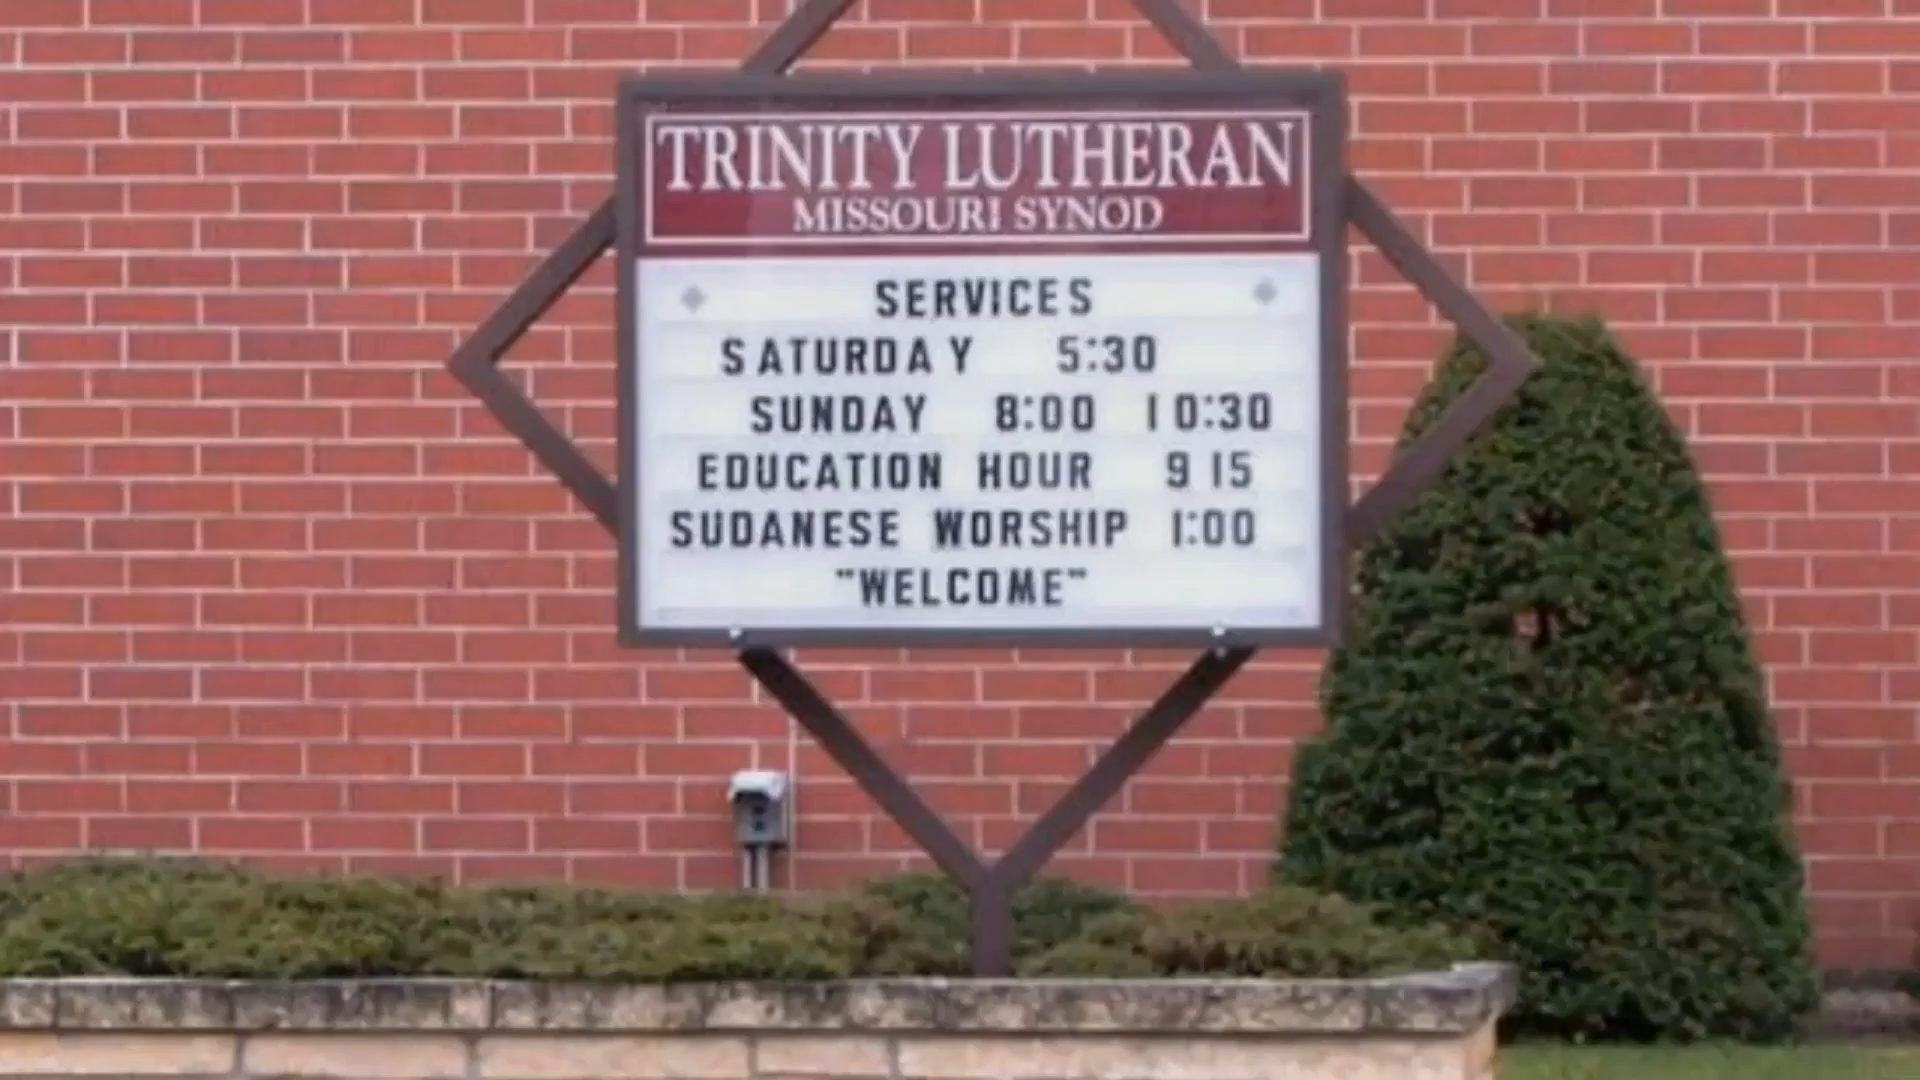 TRINITY LUTHERAN
MISSOURI SYNOD
SERVICES
SATURDAY 5:30
SUNDAY 8:00 10:30
EDUCATION HOUR 9 15
SUDANESE WORSHIP 1:00
"WELCOME"